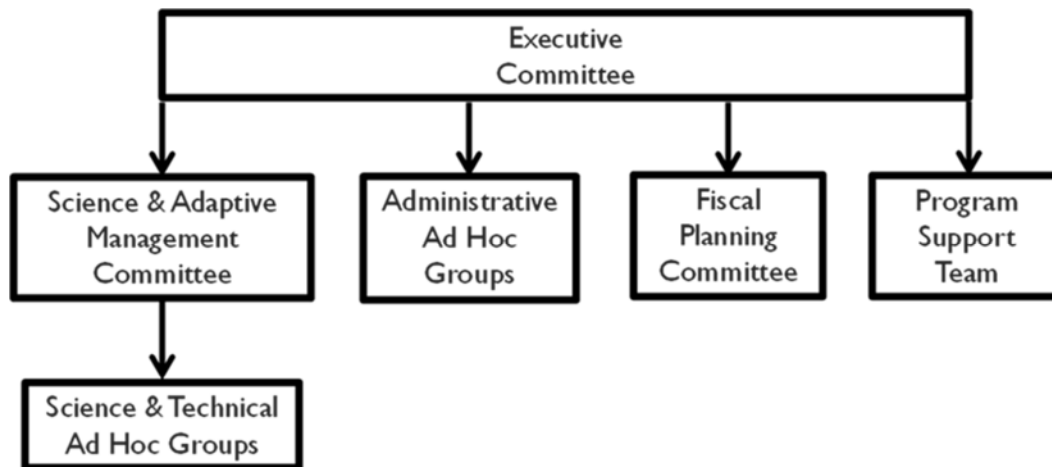 Executive
Committee
Science & Adaptive
Management
Committee
Administrative
Ad Hoc
Groups
Fiscal
Planning
Committee
Program
Support
Team
Science & Technical
Ad Hoc Groups